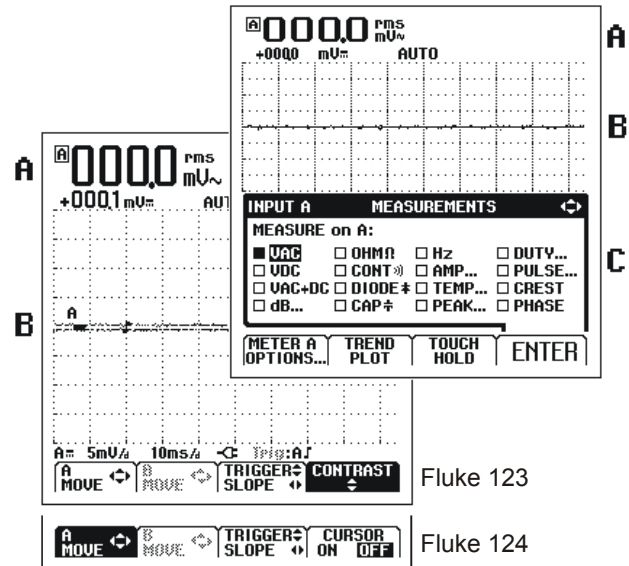 A 000.0 rms mV~
+000.0 mV⎓ AUTO
A
B
INPUT A MEASUREMENTS
MEASURE on A:
■ VAC □ OHM Ω □ Hz □ DUTY...
□ VDC □ CONT □ AMP... □ PULSE...
□ VAC+DC □ DIODE □ TEMP... □ CREST
□ dB... □ CAP □ PEAK... □ PHASE
C
METER A OPTIONS...
TREND PLOT
TOUCH HOLD
ENTER
A
A 000.0 rms mV~
+000.1 mV⎓ AU
B
A
A⎓ 5mV/d 10ms/d Trig:A
A MOVE
B MOVE
TRIGGER SLOPE
CONTRAST
Fluke 123
A MOVE
B MOVE
TRIGGER SLOPE
CURSOR ON OFF
Fluke 124